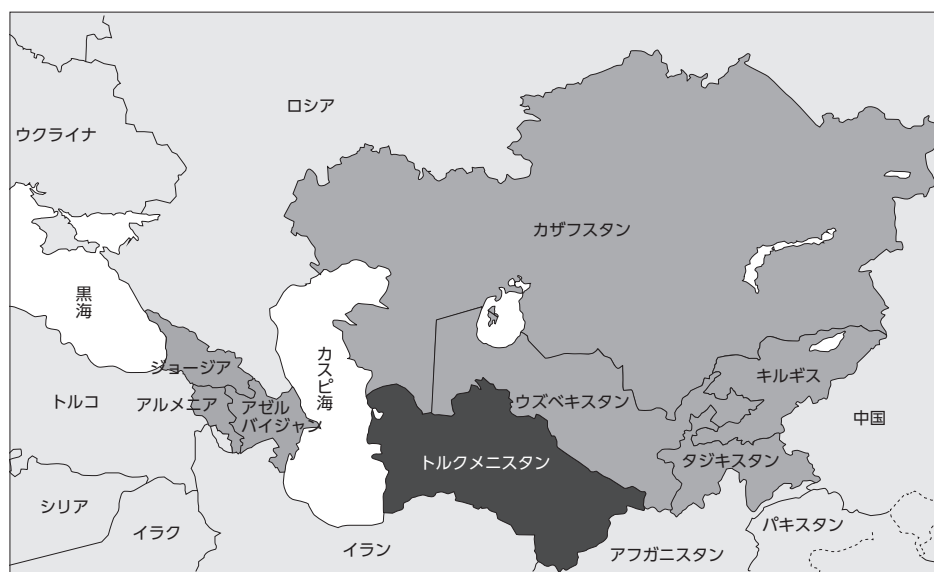 ロシア
ウクライナ
カザフスタン
黒海
カスピ海
ジョージア
キルギス
トルコ
アルメニア
アゼル
バイジャン
ウズベキスタン
中国
トルクメニスタン
タジキスタン
シリア
イラク
イラン
アフガニスタン
パキスタン